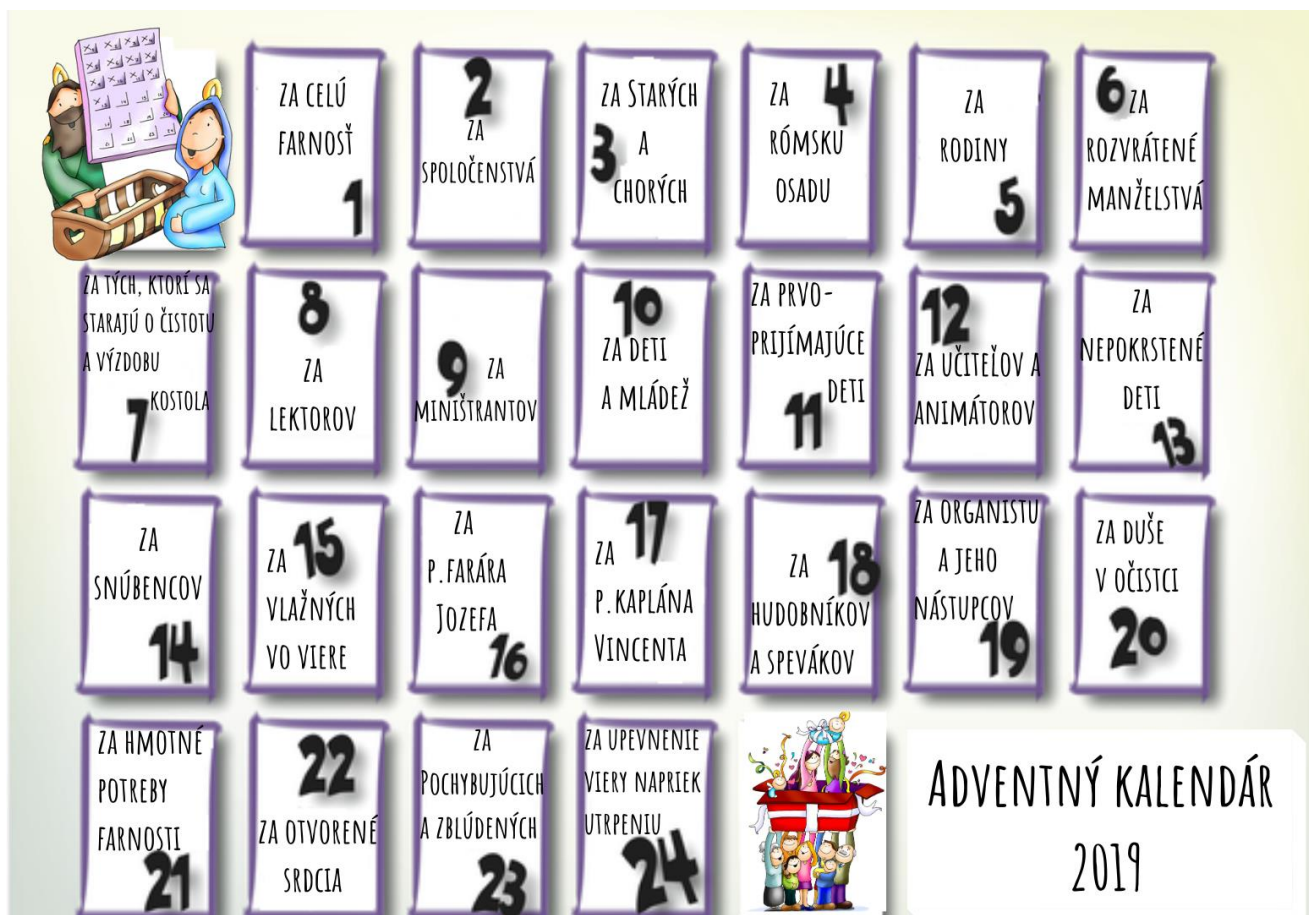 ZA CELÚ
FARNOSŤ
1
2
ZA
SPOLOČENSTVÁ
ZA STARÝCH
3 A
CHORÝCH
ZA 4
RÓMSKU
OSADU
ZA
RODINY
5
6 ZA
ROZVRÁTENÉ
MANŽELSTVÁ
ZA TÝCH, KTORÍ SA
STARAJÚ O ČISTOTU
A VÝZDOBU
KOSTOLA
7
8
ZA
LEKTOROV
9 ZA
MINIŠTRANTOV
10
ZA DETI
A MLÁDEŽ
ZA PRVO-
PRIJÍMAJÚCE
DETI
11
12
ZA UČITEĽOV A
ANIMÁTOROV
ZA
NEPOKRSTENÉ
DETI
13
ZA
SNÚBENCOV
14
ZA 15
VLAŽNÝCH
VO VIERE
ZA
P.FARÁRA
JOZEFA
16
ZA 17
P.KAPLÁNA
VINCENTA
ZA 18
HUDOBNÍKOV
A SPEVÁKOV
ZA ORGANISTU
A JEHO
NÁSTUPCOV
19
ZA DUŠE
V OČISTCI
20
ZA HMOTNÉ
POTREBY
FARNOSTI
21
22
ZA OTVORENÉ
SRDCIA
ZA
POCHYBUJÚCICH
A ZBLÚDENÝCH
23
ZA UPEVNENIE
VIERY NAPRIEK
UTRPENIU
24
ADVENTNÝ KALENDÁR
2019